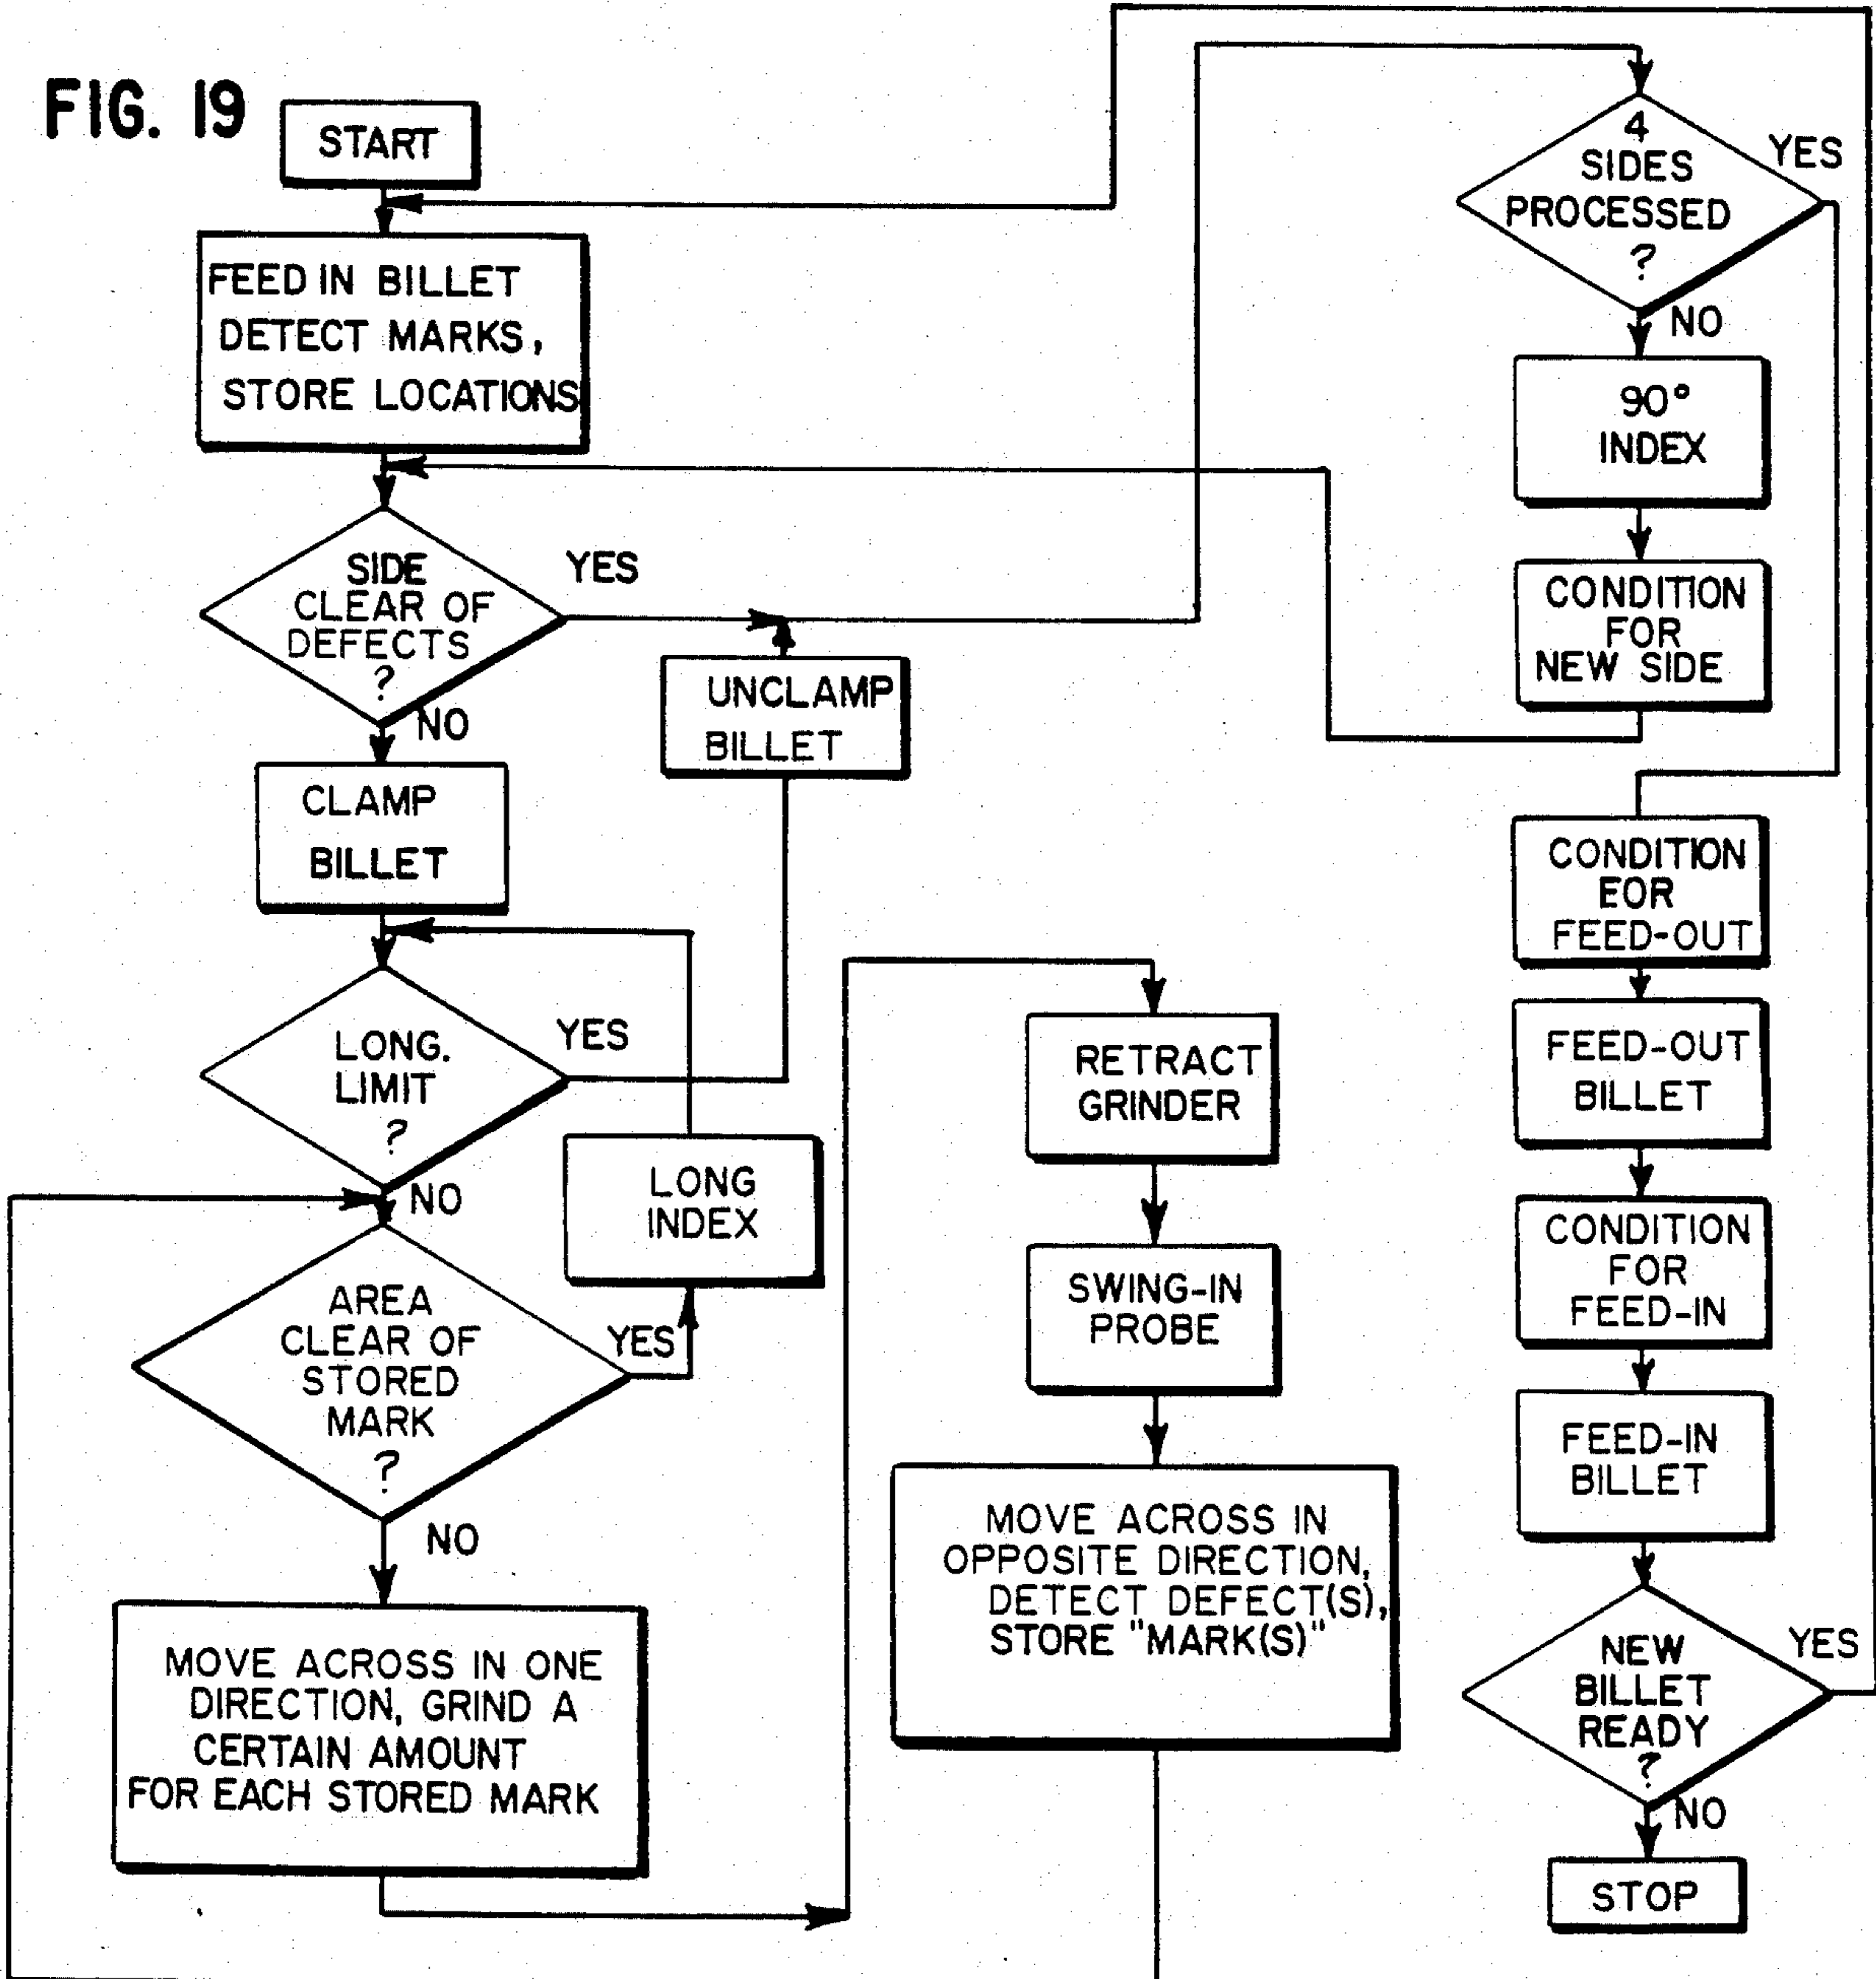 FIG. 19
START
FEED IN BILLET
DETECT MARKS,
STORE LOCATIONS
SIDE
CLEAR OF
DEFECTS
?
YES
NO
UNCLAMP
BILLET
CLAMP
BILLET
LONG.
LIMIT
?
YES
NO
LONG
INDEX
AREA
CLEAR OF
STORED
MARK
?
YES
NO
MOVE ACROSS IN ONE
DIRECTION, GRIND A
CERTAIN AMOUNT
FOR EACH STORED MARK
RETRACT
GRINDER
SWING-IN
PROBE
MOVE ACROSS IN
OPPOSITE DIRECTION,
DETECT DEFECT(S),
STORE "MARK(S)"
4
SIDES
PROCESSED
?
YES
NO
90°
INDEX
CONDITION
FOR
NEW SIDE
CONDITION
EOR
FEED-OUT
FEED-OUT
BILLET
CONDITION
FOR
FEED-IN
FEED-IN
BILLET
NEW
BILLET
READY
?
YES
NO
STOP